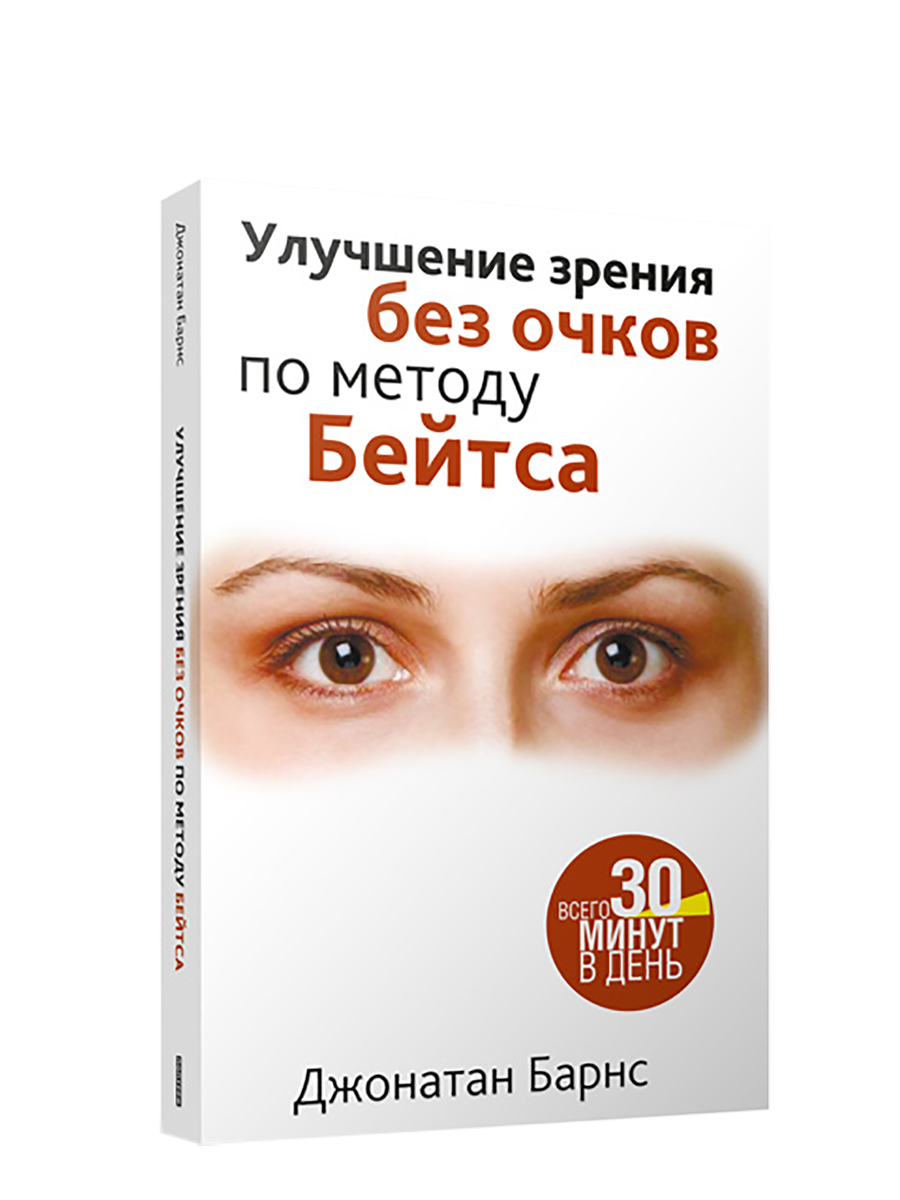 Улучшение зрения
без очков
по методу
Бейтса
ВСЕГО 30
МИНУТ
В ДЕНЬ
Джонатан Барнс
Джонатан Барнс
УЛУЧШЕНИЕ ЗРЕНИЯ БЕЗ ОЧКОВ ПО МЕТОДУ БЕЙТСА